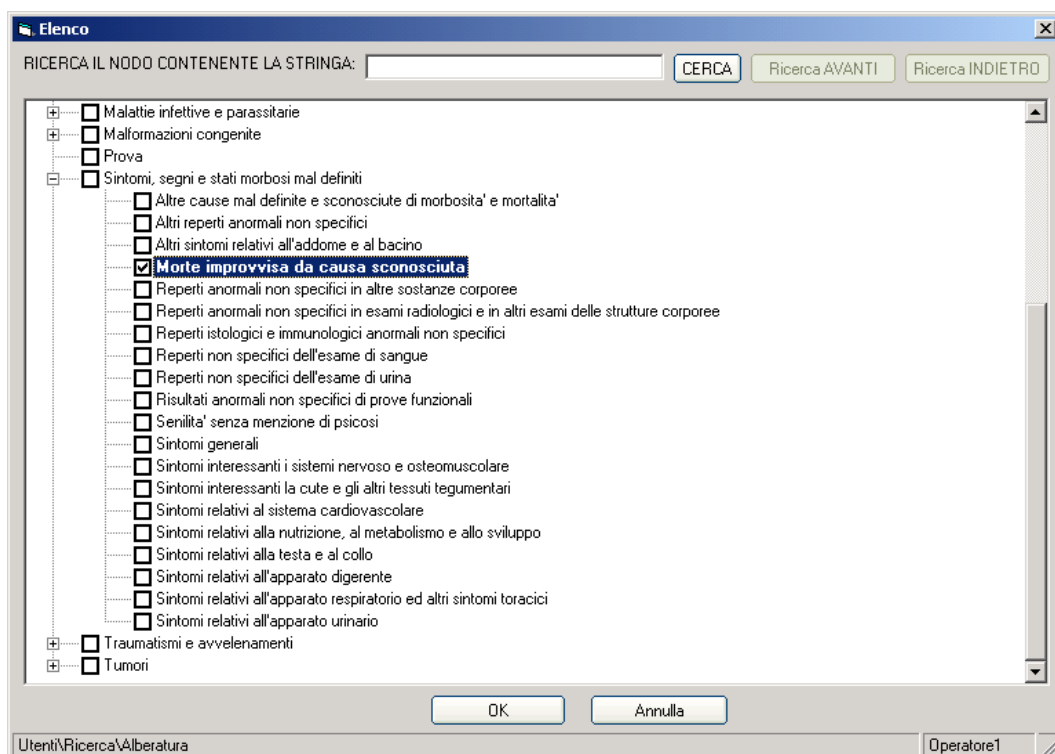 Elenco
RICERCA IL NODO CONTENENTE LA STRINGA: CERCA Ricerca AVANTI Ricerca INDIETRO
Malattie infettive e parassitarie
Malformazioni congenite
Prova
Sintomi, segni e stati morbosi mal definiti
Altre cause mal definite e sconosciute di morbosita' e mortalita'
Altri reperti anormali non specifici
Altri sintomi relativi all'addome e al bacino
Morte improvvisa da causa sconosciuta
Reperti anormali non specifici in altre sostanze corporee
Reperti anormali non specifici in esami radiologici e in altri esami delle strutture corporee
Reperti istologici e immunologici anormali non specifici
Reperti non specifici dell'esame di sangue
Reperti non specifici dell'esame di urina
Risultati anormali non specifici di prove funzionali
Senilita' senza menzione di psicosi
Sintomi generali
Sintomi interessanti i sistemi nervoso e osteomuscolare
Sintomi interessanti la cute e gli altri tessuti tegumentari
Sintomi relativi al sistema cardiovascolare
Sintomi relativi alla nutrizione, al metabolismo e allo sviluppo
Sintomi relativi alla testa e al collo
Sintomi relativi all'apparato digerente
Sintomi relativi all'apparato respiratorio ed altri sintomi toracici
Sintomi relativi all'apparato urinario
Traumatismi e avvelenamenti
Tumori
OK Annulla
Utenti\Ricerca\Alberatura Operatore1